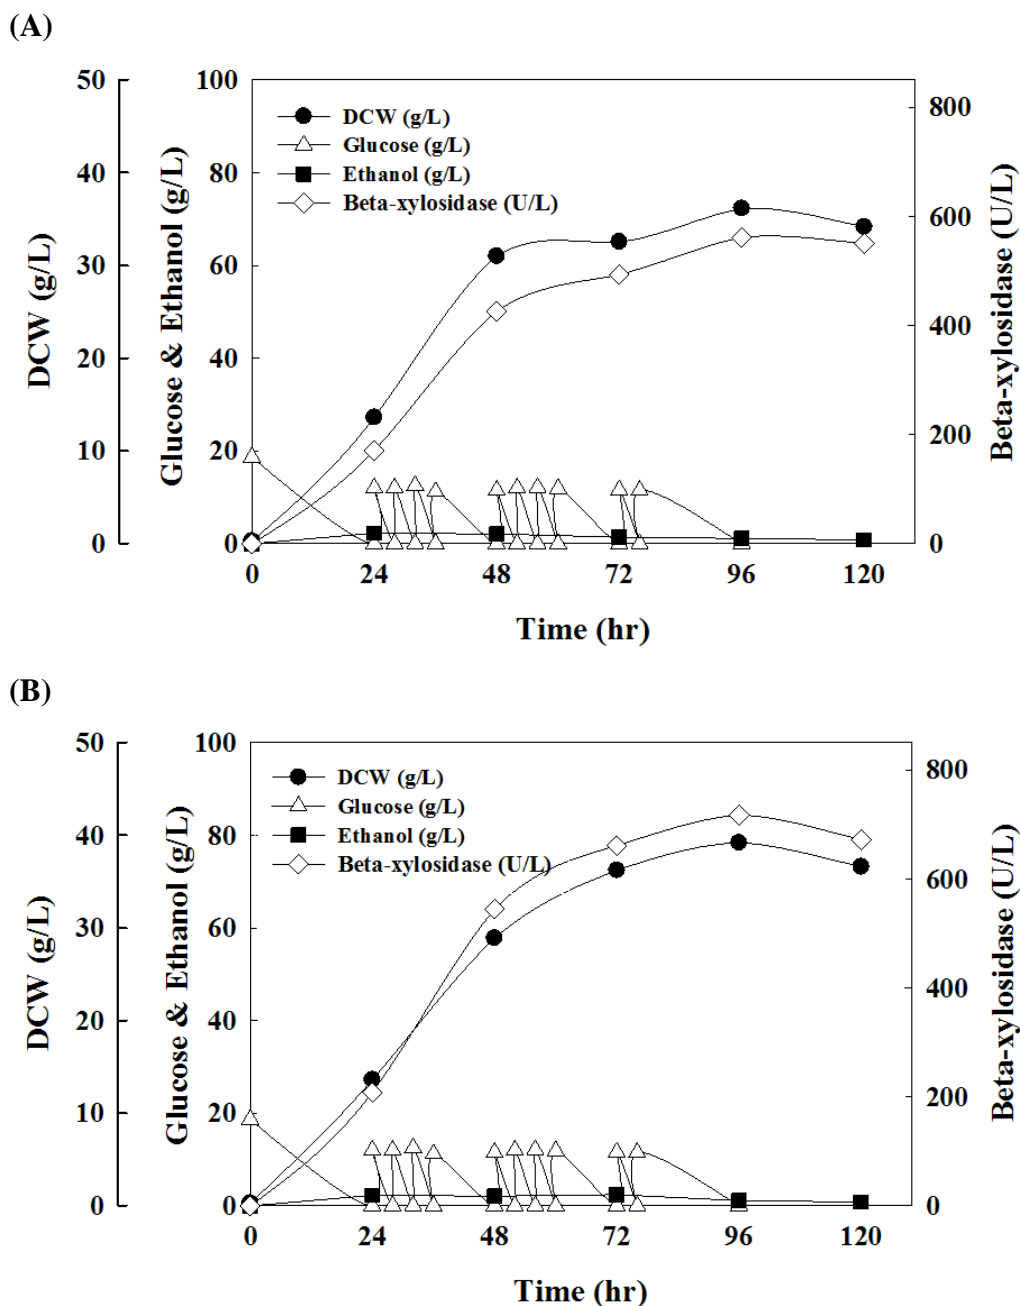 (A)
50
40
30
20
10
0
DCW (g/L)
100
80
60
40
20
0
Glucose & Ethanol (g/L)
DCW (g/L)
Glucose (g/L)
Ethanol (g/L)
Beta-xylosidase (U/L)
800
600
400
200
0
Beta-xylosidase (U/L)
0 24 48 72 96 120
Time (hr)
(B)
50
40
30
20
10
0
DCW (g/L)
100
80
60
40
20
0
Glucose & Ethanol (g/L)
DCW (g/L)
Glucose (g/L)
Ethanol (g/L)
Beta-xylosidase (U/L)
800
600
400
200
0
Beta-xylosidase (U/L)
0 24 48 72 96 120
Time (hr)